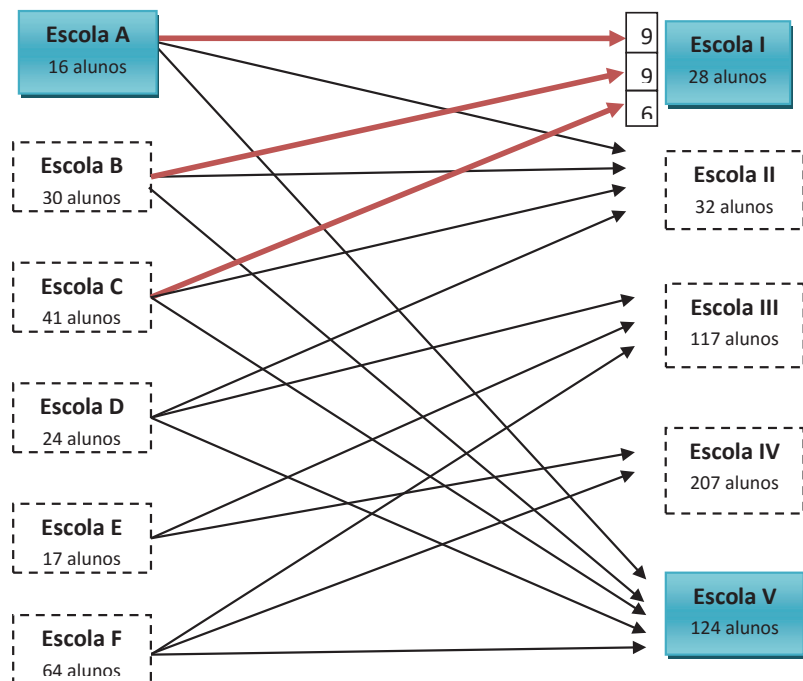 Escola A
16 alunos
Escola B
30 alunos
Escola C
41 alunos
Escola D
24 alunos
Escola E
17 alunos
Escola F
64 alunos
9
9
6
Escola I
28 alunos
Escola II
32 alunos
Escola III
117 alunos
Escola IV
207 alunos
Escola V
124 alunos